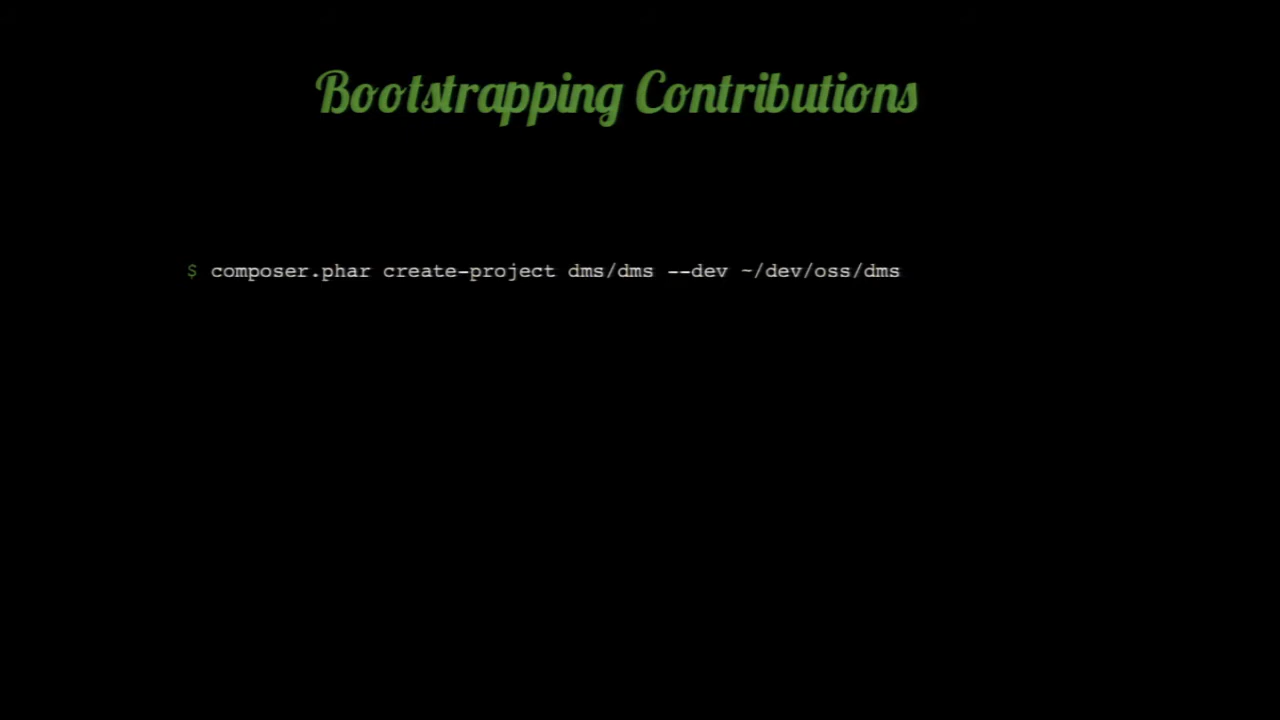 Bootstrapping Contributions
$ composer.phar create-project dms/dms --dev ~/dev/oss/dms